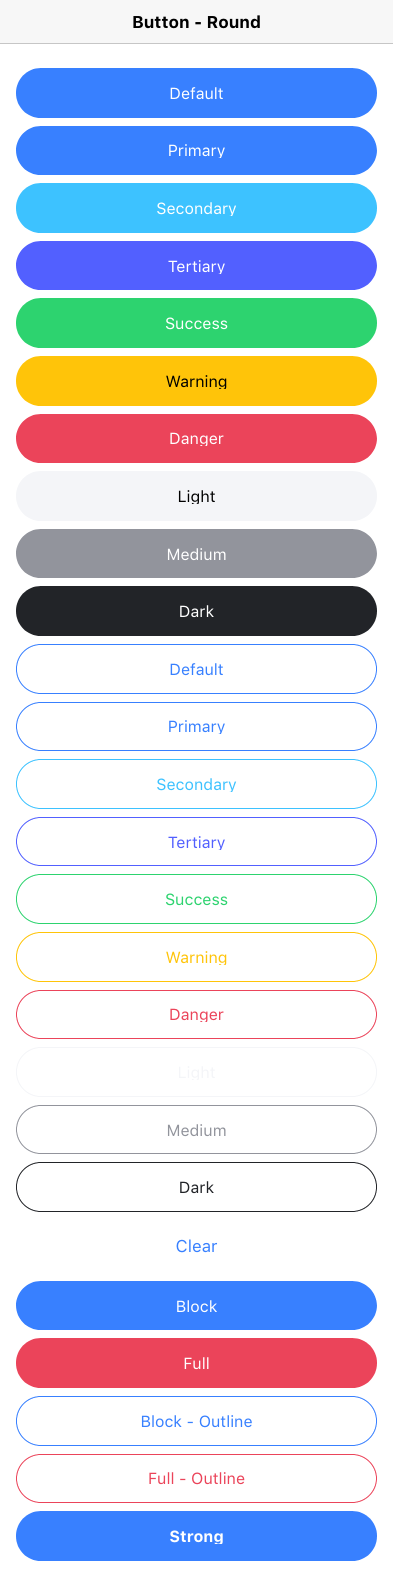 Button - Round
Default
Primary
Secondary
Tertiary
Success
Warning
Danger
Light
Medium
Dark
Default
Primary
Secondary
Tertiary
Success
Warning
Danger
Light
Medium
Dark
Clear
Block
Full
Block - Outline
Full - Outline
Strong